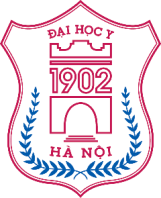 ĐẠI HỌC Y
1902
HÀ NỘI